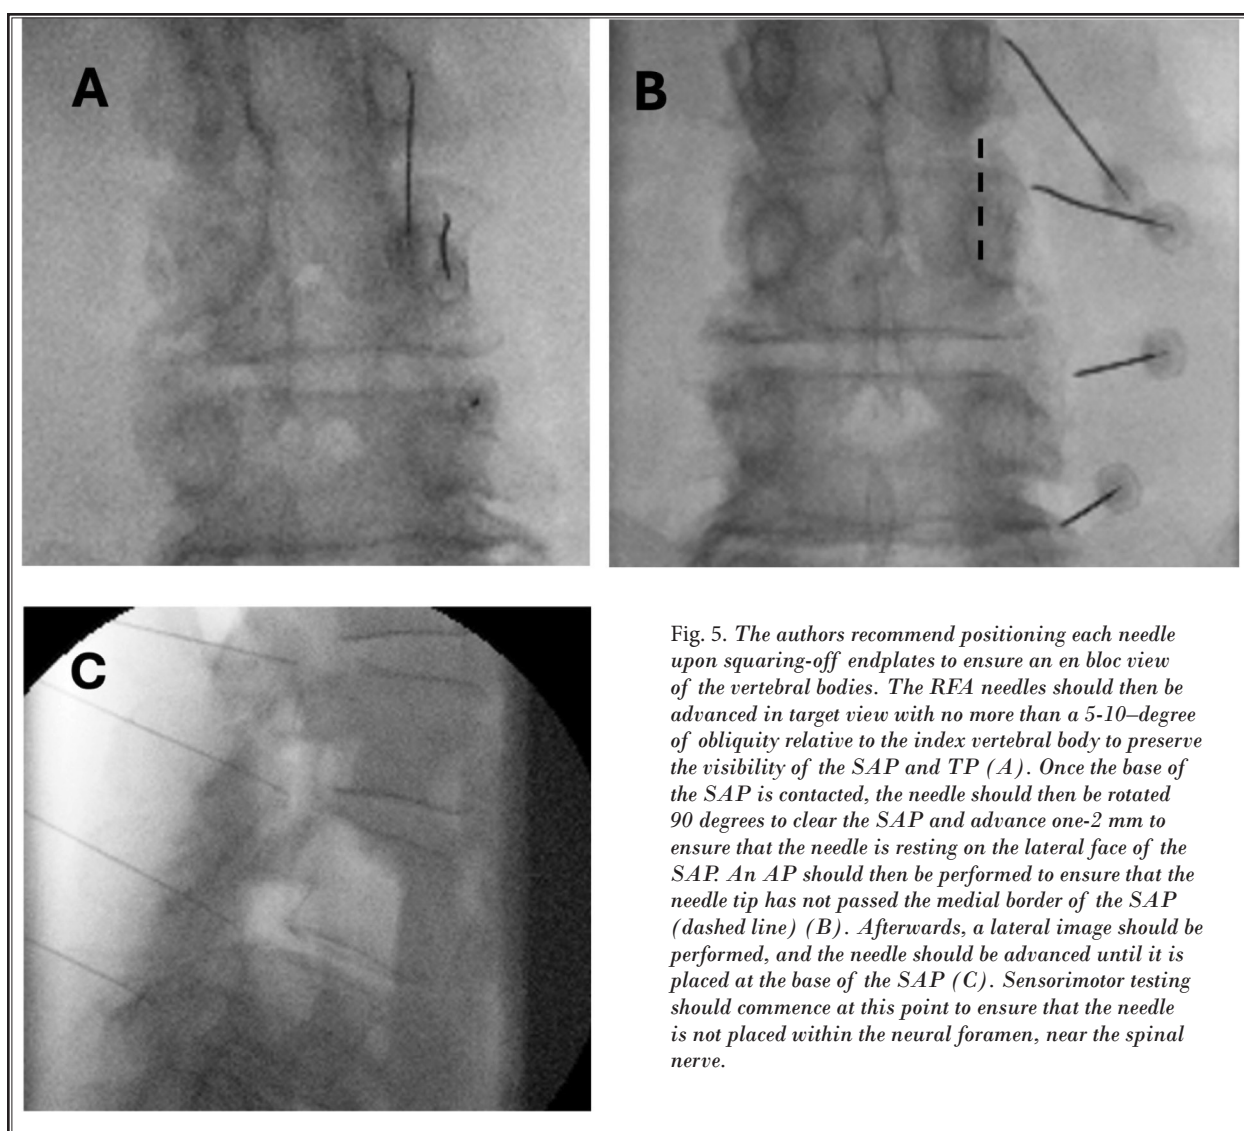 A
B
C
Fig. 5. The authors recommend positioning each needle
upon squaring-off endplates to ensure an en bloc view
of the vertebral bodies. The RFA needles should then be
advanced in target view with no more than a 5-10–degree
of obliquity relative to the index vertebral body to preserve
the visibility of the SAP and TP (A). Once the base of
the SAP is contacted, the needle should then be rotated
90 degrees to clear the SAP and advance one-2 mm to
ensure that the needle is resting on the lateral face of the
SAP. An AP should then be performed to ensure that the
needle tip has not passed the medial border of the SAP
(dashed line) (B). Afterwards, a lateral image should be
performed, and the needle should be advanced until it is
placed at the base of the SAP (C). Sensorimotor testing
should commence at this point to ensure that the needle
is not placed within the neural foramen, near the spinal
nerve.